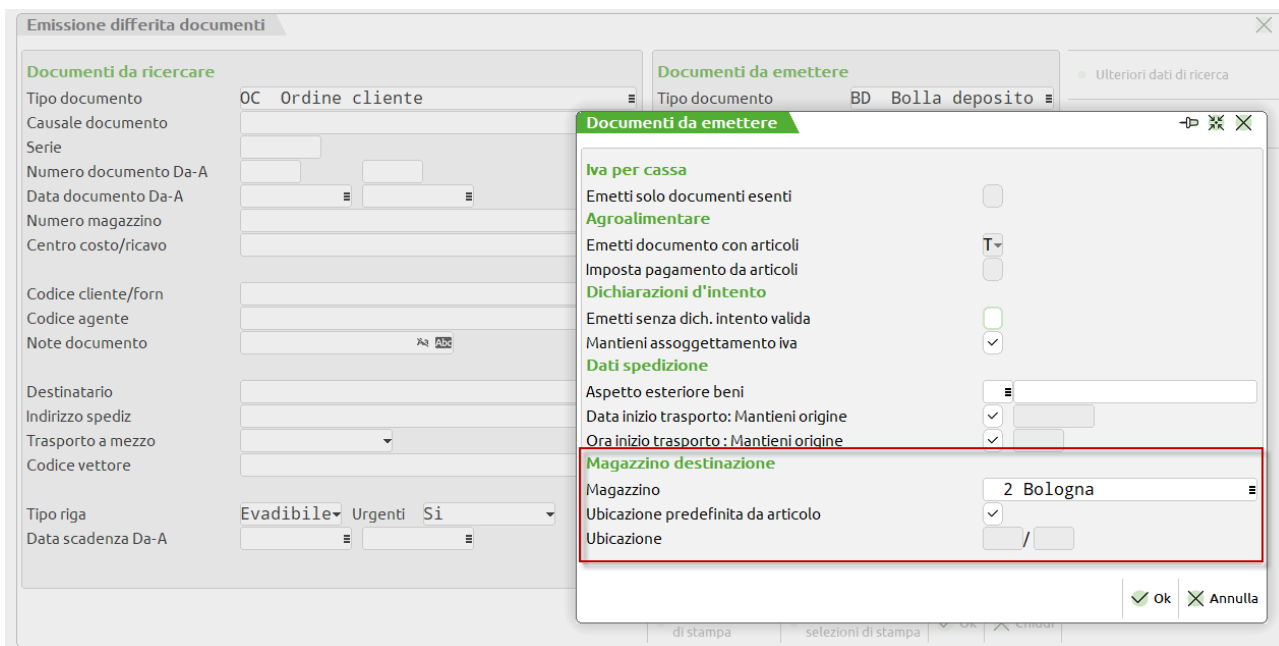 Emissione differita documenti
Documenti da ricercare
Tipo documento OC Ordine cliente
Causale documento
Serie
Numero documento Da-A
Data documento Da-A
Numero magazzino
Centro costo/ricavo
Codice cliente/forn
Codice agente
Note documento Aa Abc
Destinatario
Indirizzo spediz
Trasporto a mezzo
Codice vettore
Tipo riga Evadibile Urgenti Si
Data scadenza Da-A
Documenti da emettere
Tipo documento BD Bolla deposito
Ulteriori dati di ricerca
Documenti da emettere
Iva per cassa
Emetti solo documenti esenti
Agroalimentare
Emetti documento con articoli T
Imposta pagamento da articoli
Dichiarazioni d'intento
Emetti senza dich. intento valida
Mantieni assoggettamento iva
Dati spedizione
Aspetto esteriore beni
Data inizio trasporto: Mantieni origine
Ora inizio trasporto : Mantieni origine
Magazzino destinazione
Magazzino 2 Bologna
Ubicazione predefinita da articolo
Ubicazione /
Ok Annulla
di stampa selezioni di stampa Ok Chiudi